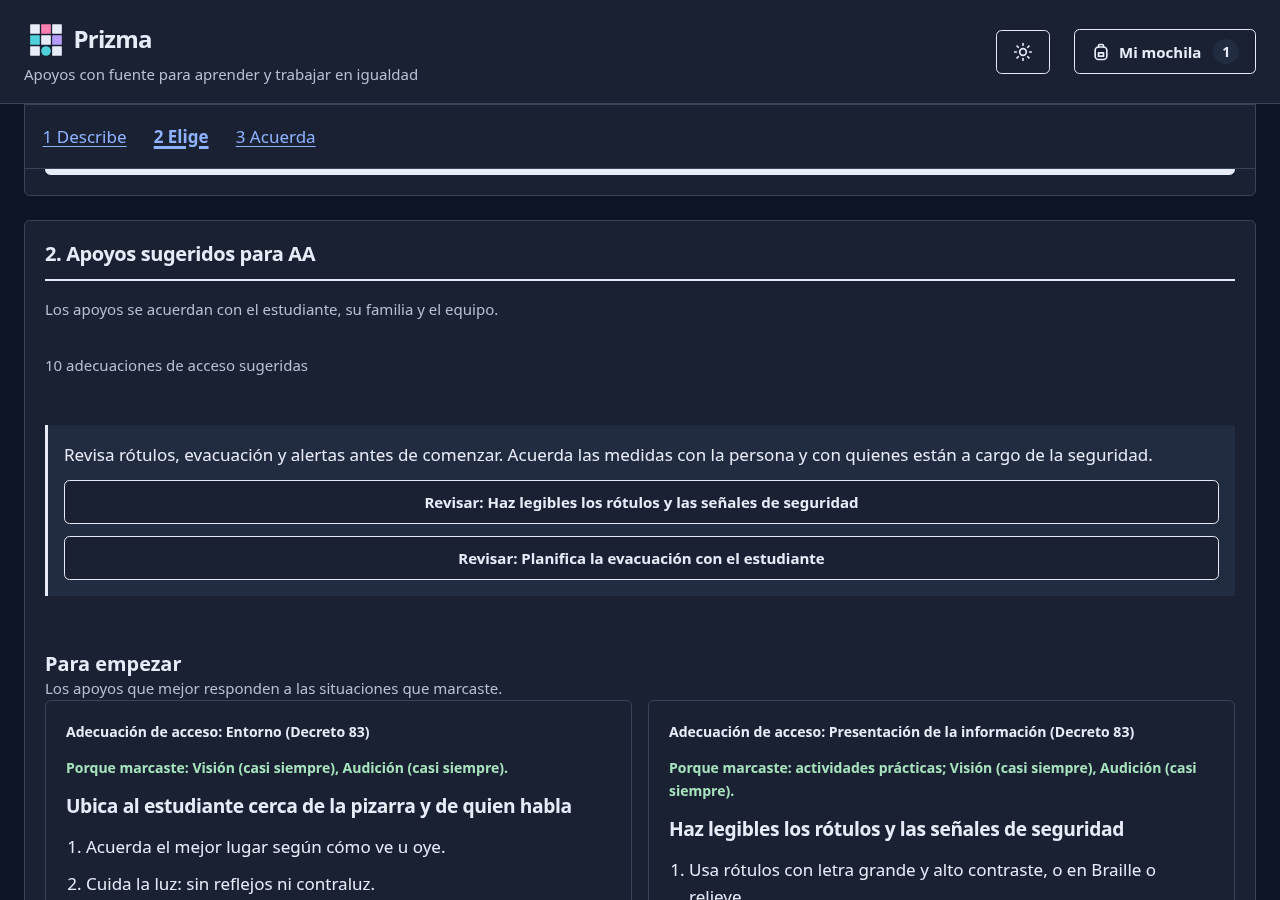 Prizma
Apoyos con fuente para aprender y trabajar en igualdad
Mi mochila 1
1 Describe 2 Elige 3 Acuerda
2. Apoyos sugeridos para AA
Los apoyos se acuerdan con el estudiante, su familia y el equipo.
10 adecuaciones de acceso sugeridas
Revisa rótulos, evacuación y alertas antes de comenzar. Acuerda las medidas con la persona y con quienes están a cargo de la seguridad.
Revisar: Haz legibles los rótulos y las señales de seguridad
Revisar: Planifica la evacuación con el estudiante
Para empezar
Los apoyos que mejor responden a las situaciones que marcaste.
Adecuación de acceso: Entorno (Decreto 83)
Porque marcaste: Visión (casi siempre), Audición (casi siempre).
Ubica al estudiante cerca de la pizarra y de quien habla
1. Acuerda el mejor lugar según cómo ve u oye.
2. Cuida la luz: sin reflejos ni contraluz.
Adecuación de acceso: Presentación de la información (Decreto 83)
Porque marcaste: actividades prácticas; Visión (casi siempre), Audición (casi
siempre).
Haz legibles los rótulos y las señales de seguridad
1. Usa rótulos con letra grande y alto contraste, o en Braille o
relieve.